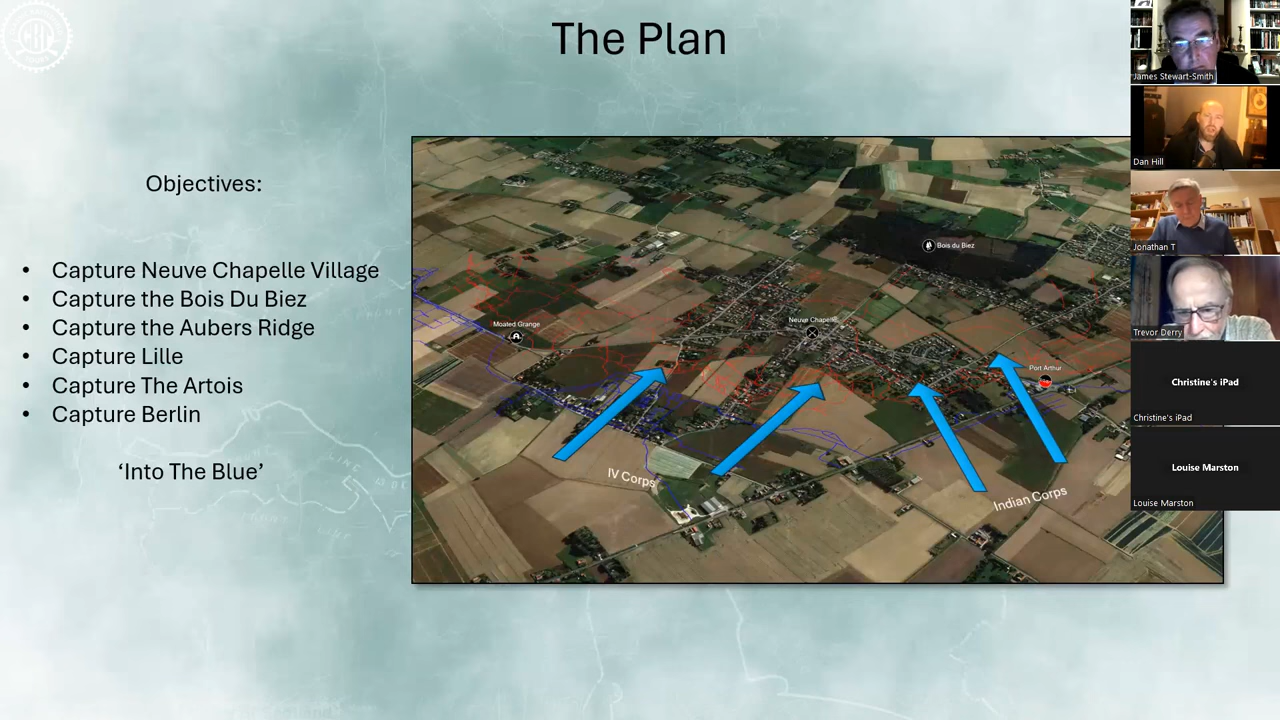 The Plan
Objectives:
• Capture Neuve Chapelle Village
• Capture the Bois Du Biez
• Capture the Aubers Ridge
• Capture Lille
• Capture The Artois
• Capture Berlin
‘Into The Blue’
Bois du Biez
Moated Grange
Neuve Chapelle
Port Arthur
IV Corps
Indian Corps
James Stewart-Smith
Dan Hill
Jonathan T
Trevor Derry
Christine's iPad
Christine's iPad
Louise Marston
Louise Marston